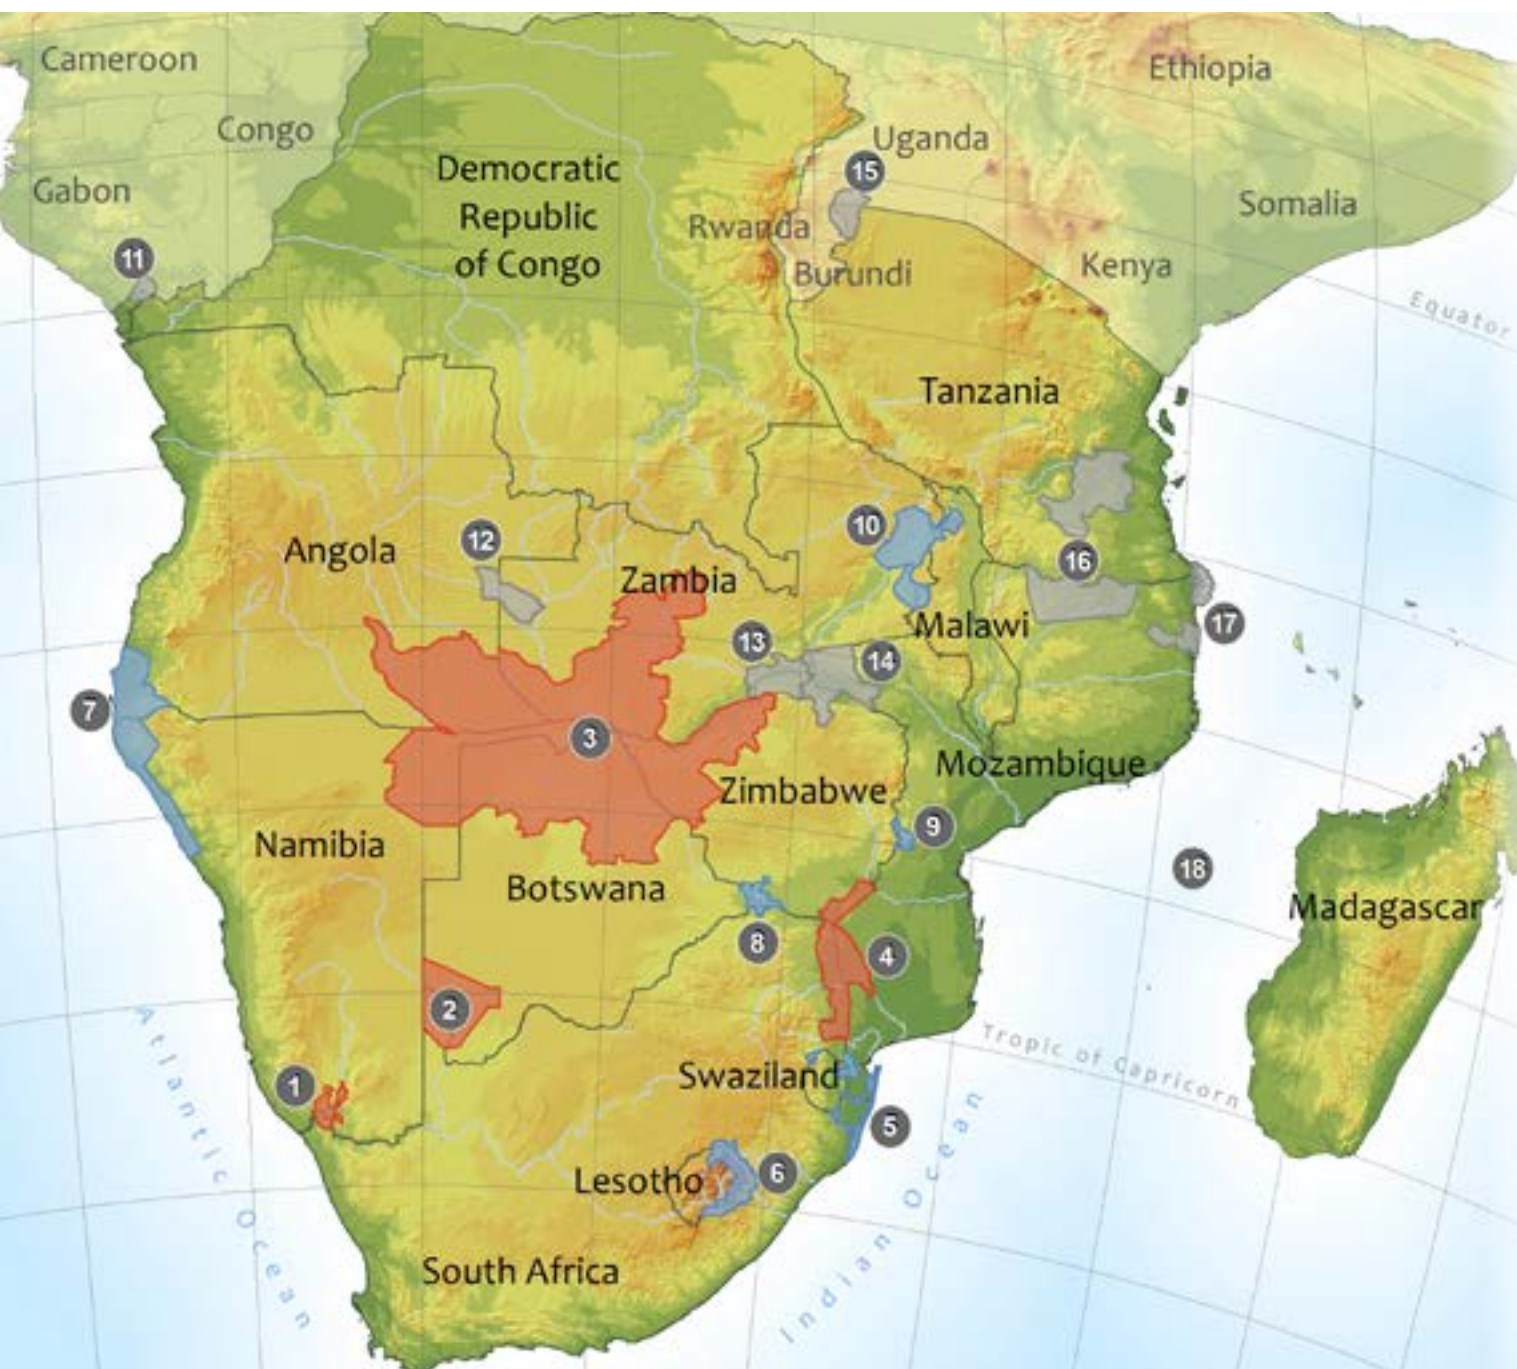 Cameroon
Ethiopia
Congo
Uganda
Democratic
Republic
of Congo
15
Gabon
Somalia
Rwanda
11
Burundi
Kenya
Equator
Tanzania
10
12
Angola
16
Zambia
Malawi
17
13
14
7
3
Mozambique
Zimbabwe
9
Namibia
18
Botswana
Madagascar
8
4
2
Atlantic Ocean
Tropic of Capricorn
Swaziland
1
5
Indian Ocean
Lesotho
6
South Africa